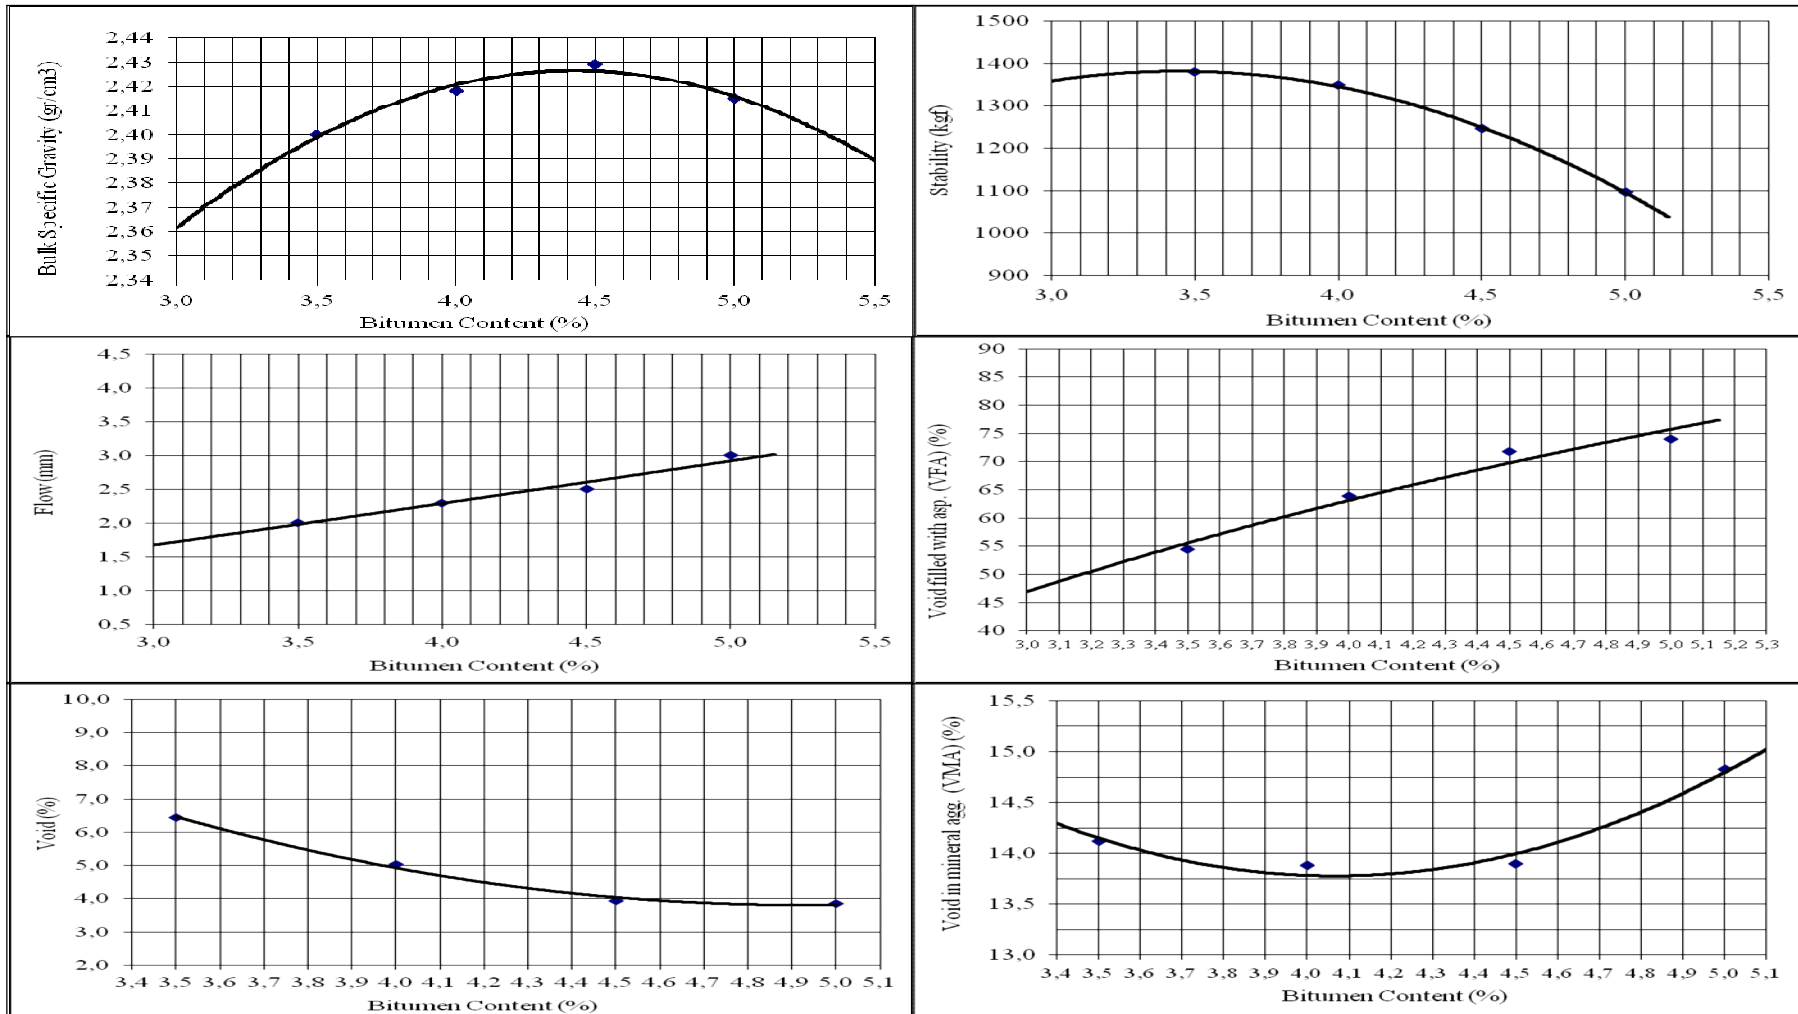 Bulk Specific Gravity (gr/cm3)
2,44
2,43
2,42
2,41
2,40
2,39
2,38
2,37
2,36
2,35
2,34
3,0 3,5 4,0 4,5 5,0 5,5
Bitumen Content (%)
Stability (kgf)
1500
1400
1300
1200
1100
1000
900
3,0 3,5 4,0 4,5 5,0 5,5
Bitumen Content (%)
Flow (mm)
4,5
4,0
3,5
3,0
2,5
2,0
1,5
1,0
0,5
3,0 3,5 4,0 4,5 5,0 5,5
Bitumen Content (%)
Void filled with asp. (VFA) (%)
90
85
80
75
70
65
60
55
50
45
40
3,0 3,1 3,2 3,3 3,4 3,5 3,6 3,7 3,8 3,9 4,0 4,1 4,2 4,3 4,4 4,5 4,6 4,7 4,8 4,9 5,0 5,1 5,2 5,3
Bitumen Content (%)
Void (%)
10,0
9,0
8,0
7,0
6,0
5,0
4,0
3,0
2,0
3,4 3,5 3,6 3,7 3,8 3,9 4,0 4,1 4,2 4,3 4,4 4,5 4,6 4,7 4,8 4,9 5,0 5,1
Bitumen Content (%)
Void in mineral agg. (VMA) (%)
15,5
15,0
14,5
14,0
13,5
13,0
3,4 3,5 3,6 3,7 3,8 3,9 4,0 4,1 4,2 4,3 4,4 4,5 4,6 4,7 4,8 4,9 5,0 5,1
Bitumen Content (%)